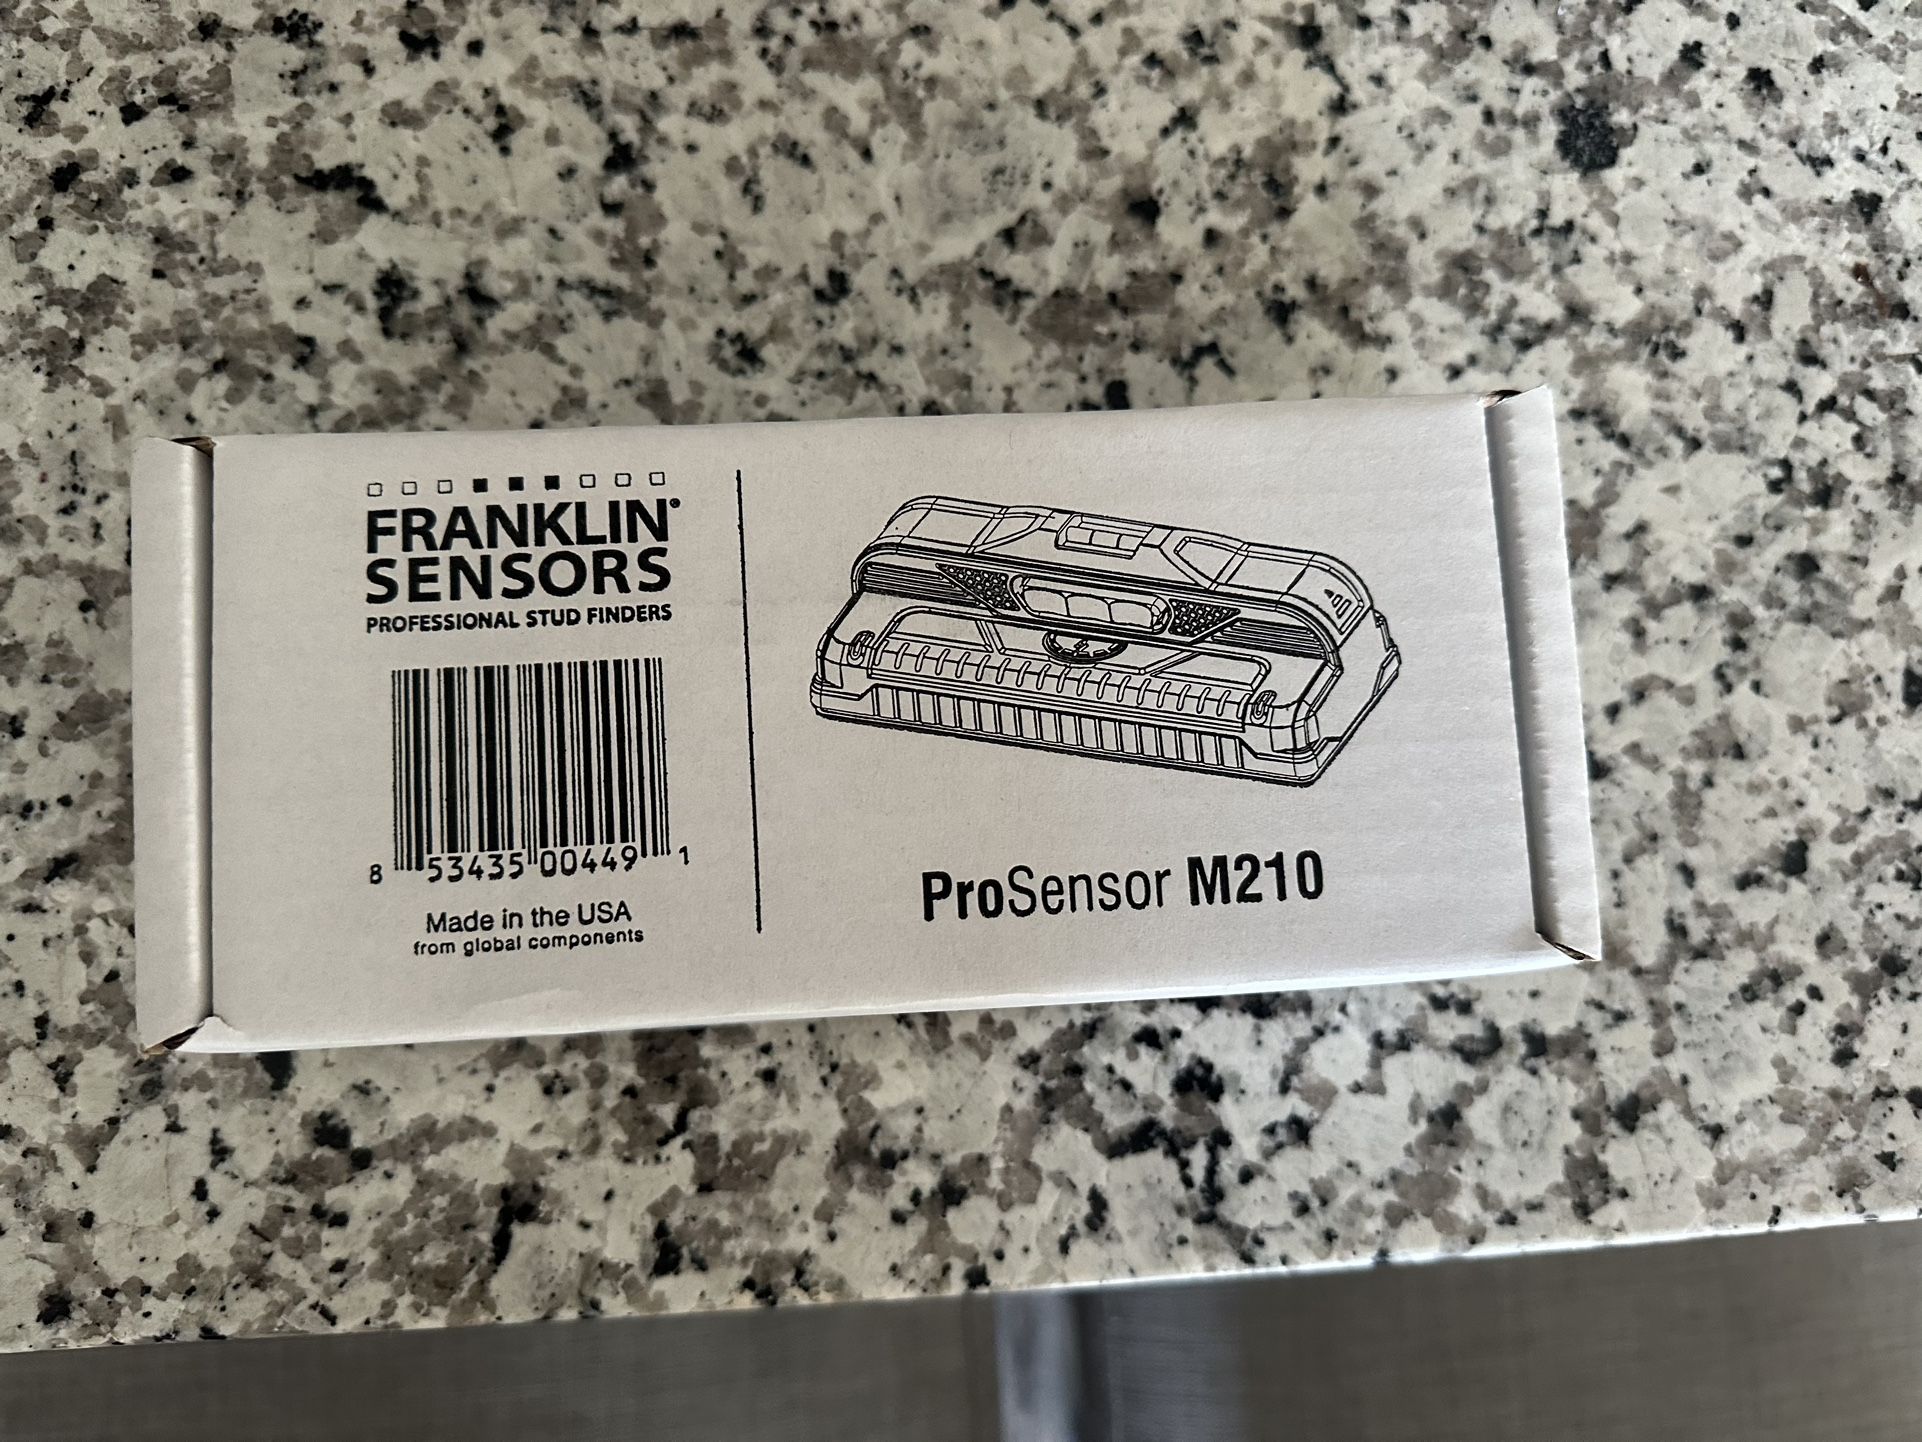 FRANKLIN®
SENSORS
PROFESSIONAL STUD FINDERS
8 53435 00449 1
Made in the USA
from global components
ProSensor M210